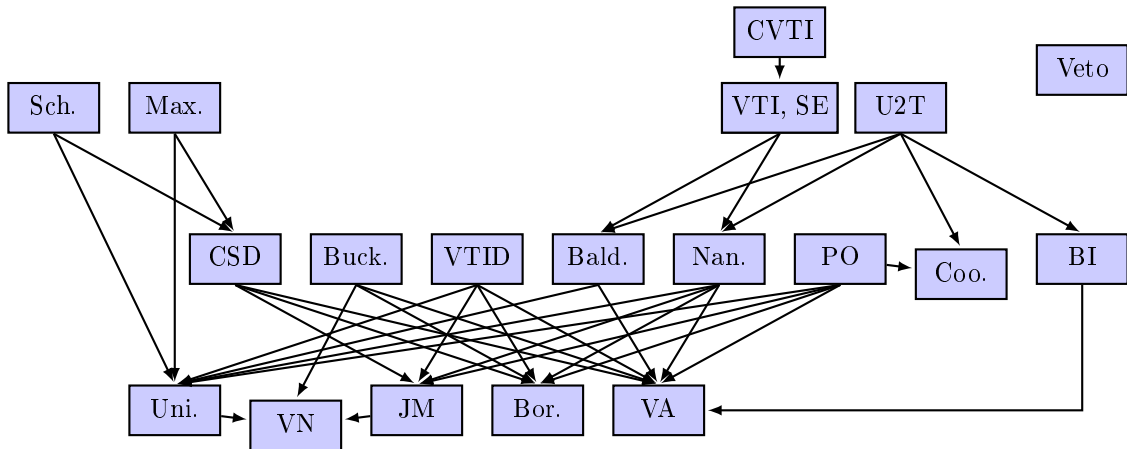 CVTI
Veto
Sch.
Max.
VTI, SE
U2T
CSD
Buck.
VTID
Bald.
Nan.
PO
Coo.
BI
Uni.
VN
JM
Bor.
VA